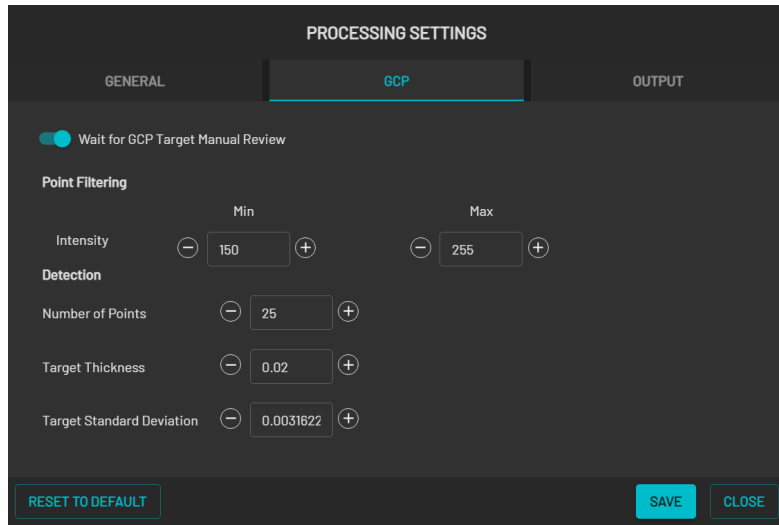 PROCESSING SETTINGS
GENERAL GCP OUTPUT
Wait for GCP Target Manual Review
Point Filtering
Min Max
Intensity 150 255
Detection
Number of Points 25
Target Thickness 0.02
Target Standard Deviation 0.0031622
RESET TO DEFAULT SAVE CLOSE